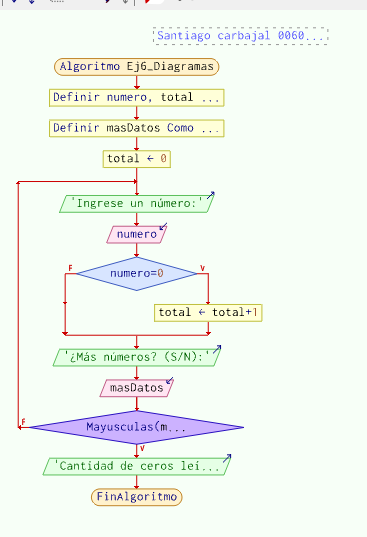 Santiago carbajal 0060...
Algoritmo Ej6_Diagramas
Definir numero, total ...
Definir masDatos Como ...
total ← 0
'Ingrese un número:'
numero
F
V
numero=0
total ← total+1
'¿Más números? (S/N):'
masDatos
Mayusculas(m...
F
V
'Cantidad de ceros leí...
FinAlgoritmo